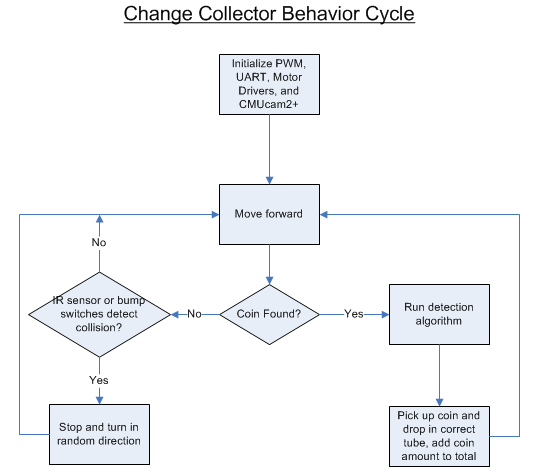 Change Collector Behavior Cycle
Initialize PWM,
UART, Motor
Drivers, and
CMUcam2+
Move forward
No
IR sensor or bump
switches detect
collision?
No
Coin Found?
Yes
Run detection
algorithm
Yes
Stop and turn in
random direction
Pick up coin and
drop in correct
tube, add coin
amount to total